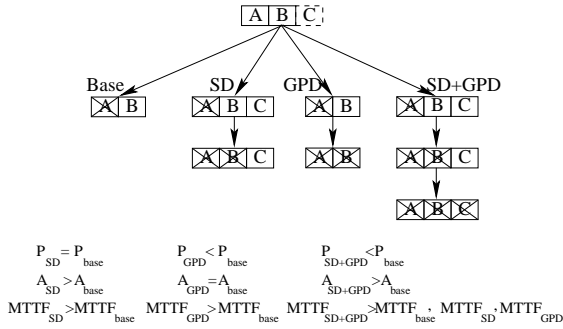 A B C
Base SD GPD SD+GPD
A B A B C A B A B C
A B C A B A B C
A B C
P_SD = P_base P_GPD < P_base P_SD+GPD <P_base
A_SD >A_base A_GPD =A_base A_SD+GPD >A_base
MTTF_SD >MTTF_base MTTF_GPD >MTTF_base MTTF_SD+GPD >MTTF_base , MTTF_SD, MTTF_GPD